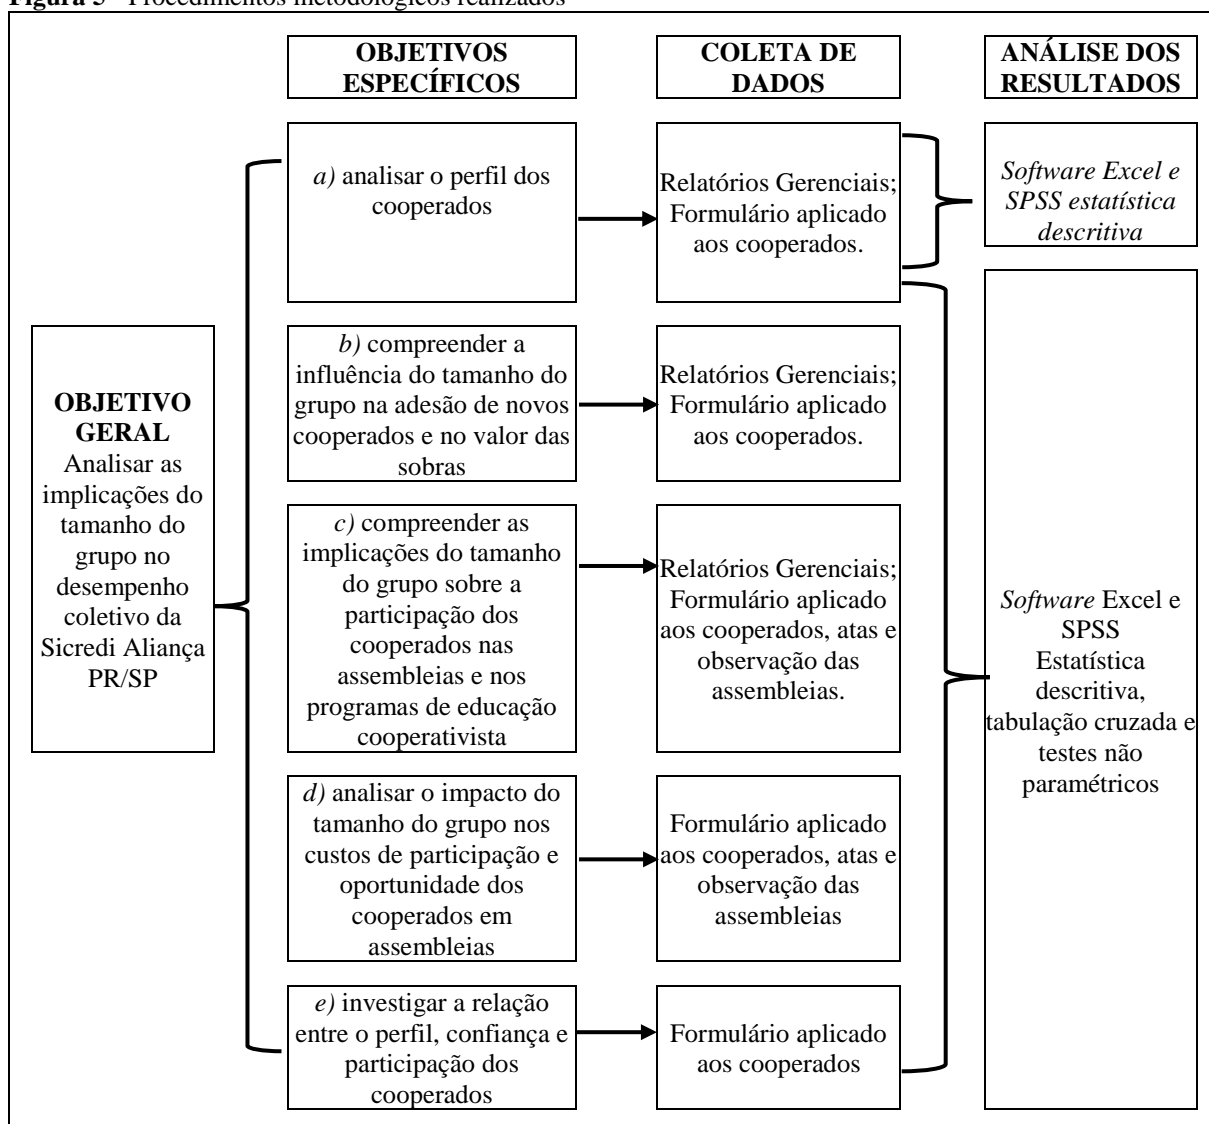 Figura 5 - Procedimentos metodológicos realizados
OBJETIVOS
ESPECÍFICOS
COLETA DE
DADOS
ANÁLISE DOS
RESULTADOS
OBJETIVO
GERAL
Analisar as
implicações do
tamanho do
grupo no
desempenho
coletivo da
Sicredi Aliança
PR/SP
a) analisar o perfil dos
cooperados
Relatórios Gerenciais;
Formulário aplicado
aos cooperados.
Software Excel e
SPSS estatística
descritiva
b) compreender a
influência do tamanho do
grupo na adesão de novos
cooperados e no valor das
sobras
Relatórios Gerenciais;
Formulário aplicado
aos cooperados.
c) compreender as
implicações do tamanho
do grupo sobre a
participação dos
cooperados nas
assembleias e nos
programas de educação
cooperativista
Relatórios Gerenciais;
Formulário aplicado
aos cooperados, atas e
observação das
assembleias.
d) analisar o impacto do
tamanho do grupo nos
custos de participação e
oportunidade dos
cooperados em
assembleias
Formulário aplicado
aos cooperados, atas e
observação das
assembleias
e) investigar a relação
entre o perfil, confiança e
participação dos
cooperados
Formulário aplicado
aos cooperados
Software Excel e
SPSS
Estatística
descritiva,
tabulação cruzada e
testes não
paramétricos